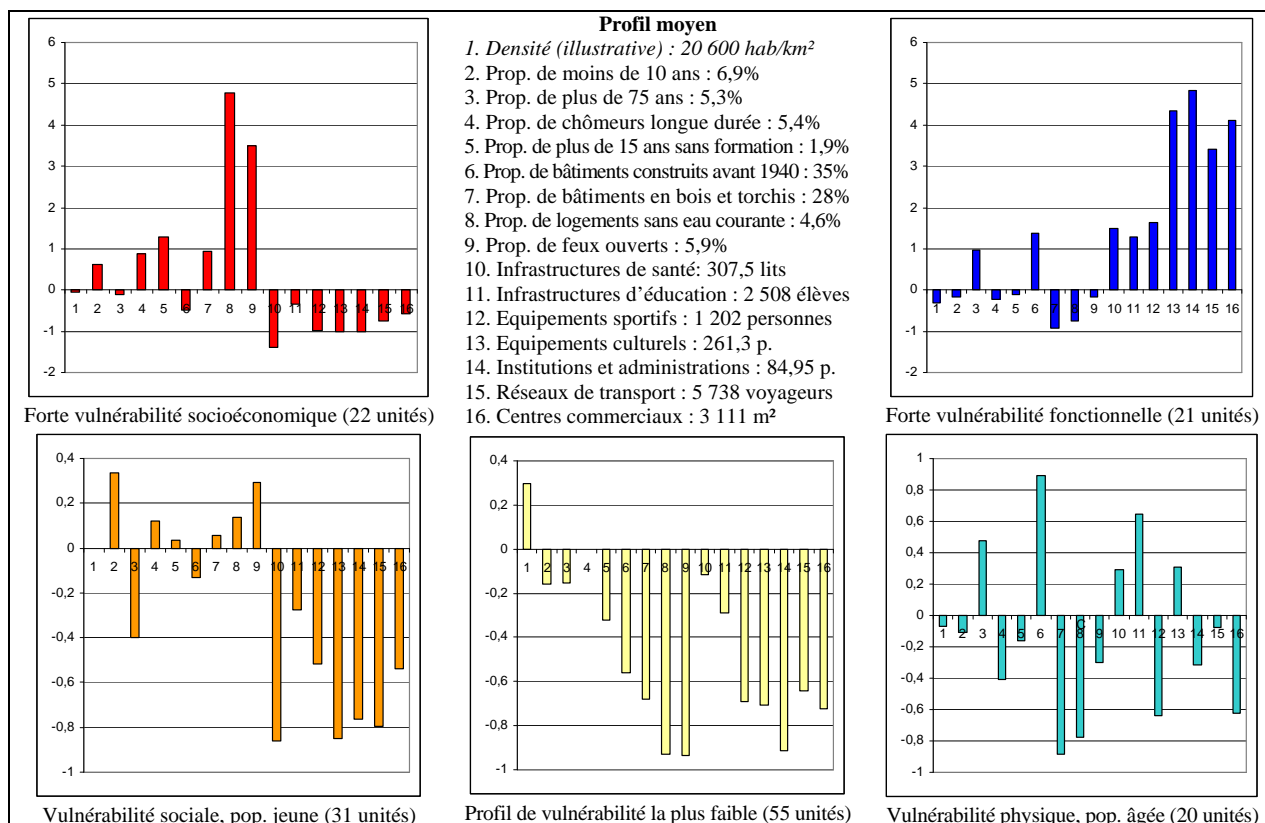 6
5
4
3
2
1
0
-1
-2
1 2 3 4 5 6 7 8 9 10 11 12 13 14 15 16
Forte vulnérabilité socioéconomique (22 unités)
Profil moyen
1. Densité (illustrative) : 20 600 hab/km²
2. Prop. de moins de 10 ans : 6,9%
3. Prop. de plus de 75 ans : 5,3%
4. Prop. de chômeurs longue durée : 5,4%
5. Prop. de plus de 15 ans sans formation : 1,9%
6. Prop. de bâtiments construits avant 1940 : 35%
7. Prop. de bâtiments en bois et torchis : 28%
8. Prop. de logements sans eau courante : 4,6%
9. Prop. de feux ouverts : 5,9%
10. Infrastructures de santé: 307,5 lits
11. Infrastructures d'éducation : 2 508 élèves
12. Equipements sportifs : 1 202 personnes
13. Equipements culturels : 261,3 p.
14. Institutions et administrations : 84,95 p.
15. Réseaux de transport : 5 738 voyageurs
16. Centres commerciaux : 3 111 m²
6
5
4
3
2
1
0
-1
-2
1 2 3 4 5 6 7 8 9 10 11 12 13 14 15 16
Forte vulnérabilité fonctionnelle (21 unités)
0,4
0,2
0
-0,2
-0,4
-0,6
-0,8
-1
1 2 3 4 5 6 7 8 9 10 11 12 13 14 15 16
Vulnérabilité sociale, pop. jeune (31 unités)
0,4
0,2
0
-0,2
-0,4
-0,6
-0,8
-1
1 2 3 4 5 6 7 8 9 10 11 12 13 14 15 16
Profil de vulnérabilité la plus faible (55 unités)
1
0,8
0,6
0,4
0,2
0
-0,2
-0,4
-0,6
-0,8
-1
C
1 2 3 4 5 6 7 8 9 10 11 12 13 14 15 16
Vulnérabilité physique, pop. âgée (20 unités)